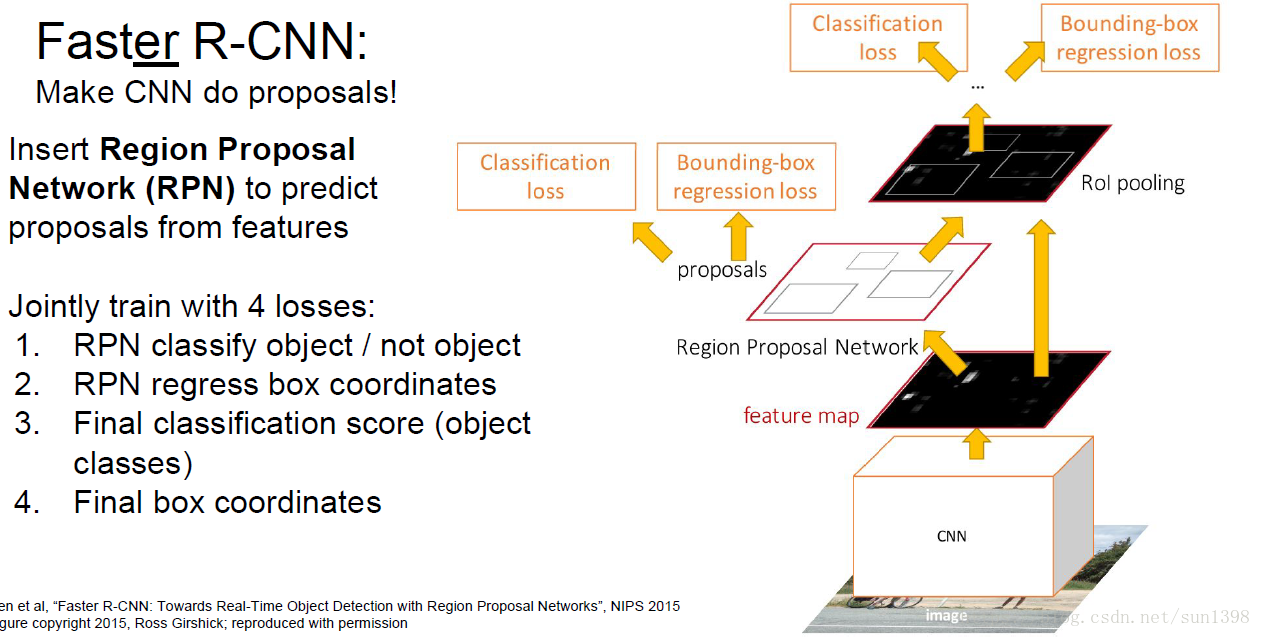 Faster R-CNN:
Make CNN do proposals!
Insert Region Proposal
Network (RPN) to predict
proposals from features
Jointly train with 4 losses:
1. RPN classify object / not object
2. RPN regress box coordinates
3. Final classification score (object
classes)
4. Final box coordinates
Classification
loss
Bounding-box
regression loss
...
RoI pooling
Classification
loss
Bounding-box
regression loss
proposals
Region Proposal Network
feature map
CNN
image
en et al, “Faster R-CNN: Towards Real-Time Object Detection with Region Proposal Networks”, NIPS 2015
gure copyright 2015, Ross Girshick; reproduced with permission
og.csdn.net/sun1398